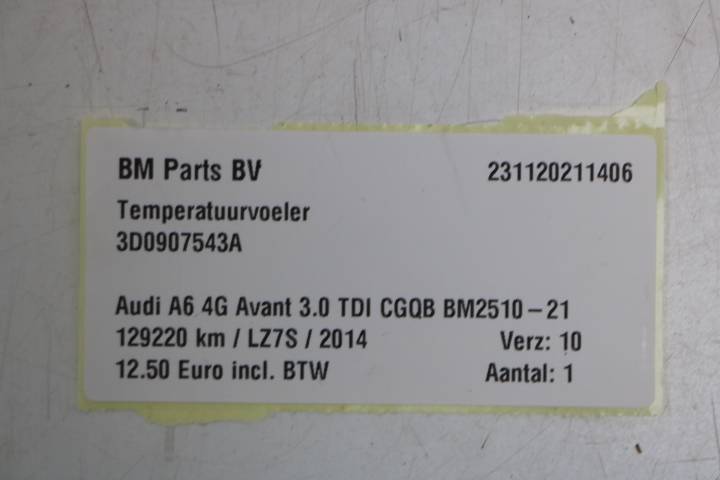 BM Parts BV 231120211406
Temperatuurvoeler
3D0907543A
Audi A6 4G Avant 3.0 TDI CGQB BM2510-21
129220 km / LZ7S / 2014 Verz: 10
12.50 Euro incl. BTW Aantal: 1